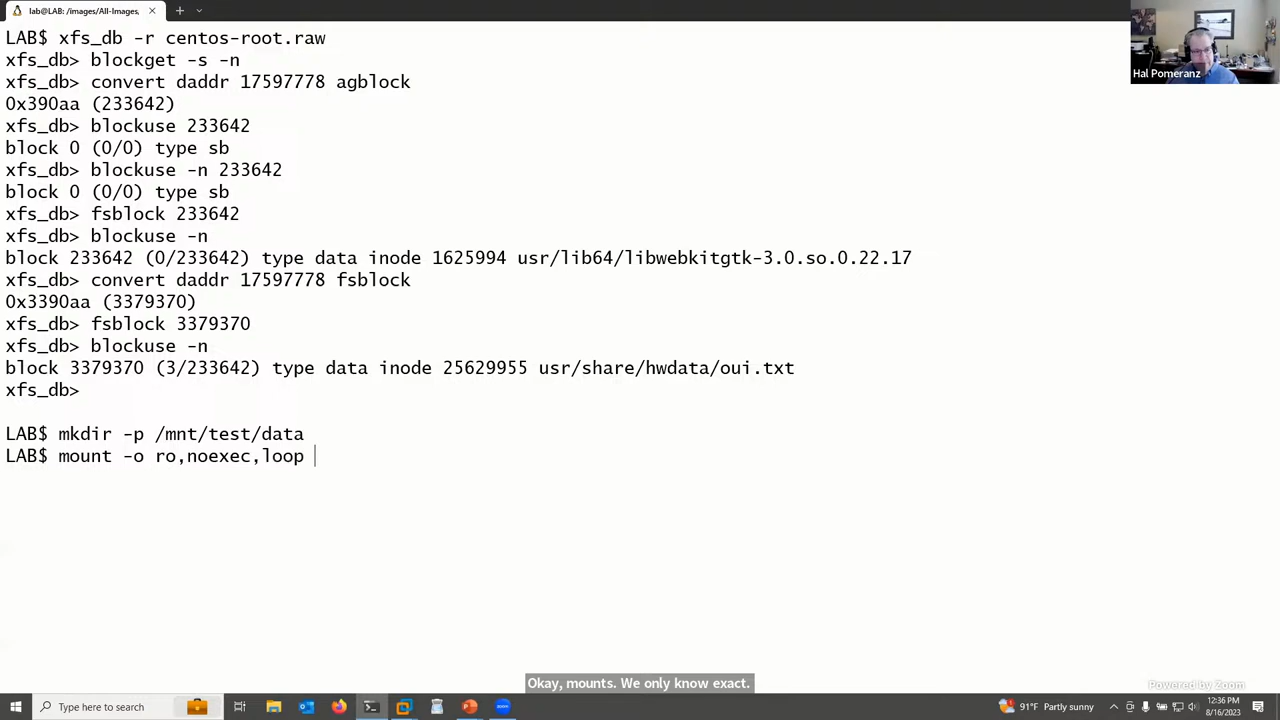 lab@LAB: /images/All-Images,
LAB$ xfs_db -r centos-root.raw
xfs_db> blockget -s -n
xfs_db> convert daddr 17597778 agblock
0x390aa (233642)
xfs_db> blockuse 233642
block 0 (0/0) type sb
xfs_db> blockuse -n 233642
block 0 (0/0) type sb
xfs_db> fsblock 233642
xfs_db> blockuse -n
block 233642 (0/233642) type data inode 1625994 usr/lib64/libwebkitgtk-3.0.so.0.22.17
xfs_db> convert daddr 17597778 fsblock
0x3390aa (3379370)
xfs_db> fsblock 3379370
xfs_db> blockuse -n
block 3379370 (3/233642) type data inode 25629955 usr/share/hwdata/oui.txt
xfs_db>
LAB$ mkdir -p /mnt/test/data
LAB$ mount -o ro,noexec,loop
Hal Pomeranz
Okay, mounts. We only know exact.
Powered by Zoom
Type here to search
91°F Partly sunny
12:36 PM
8/16/2023